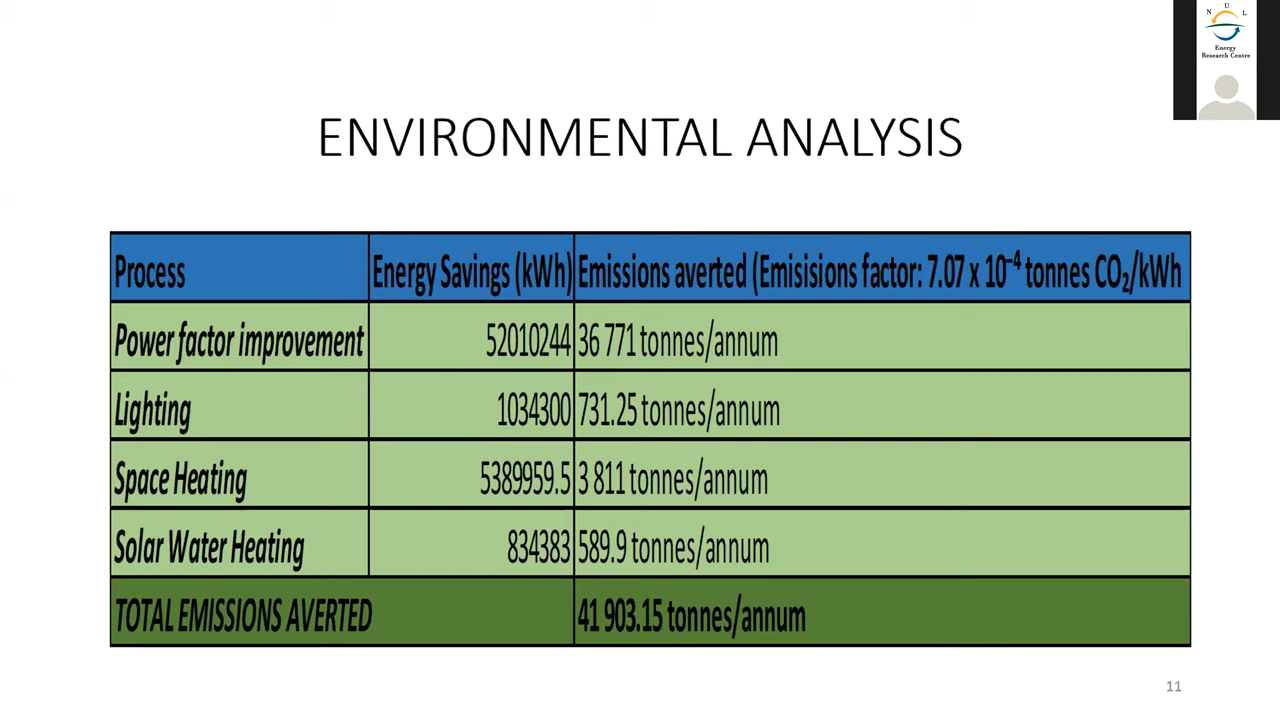 N U L
Energy
Research Centre
ENVIRONMENTAL ANALYSIS
Process Energy Savings (kWh) Emissions averted (Emisisions factor: 7.07 x 10⁻⁴ tonnes CO₂/kWh
Power factor improvement 52010244 36 771 tonnes/annum
Lighting 1034300 731.25 tonnes/annum
Space Heating 5389959.5 3 811 tonnes/annum
Solar Water Heating 834383 589.9 tonnes/annum
TOTAL EMISSIONS AVERTED 41 903.15 tonnes/annum
11